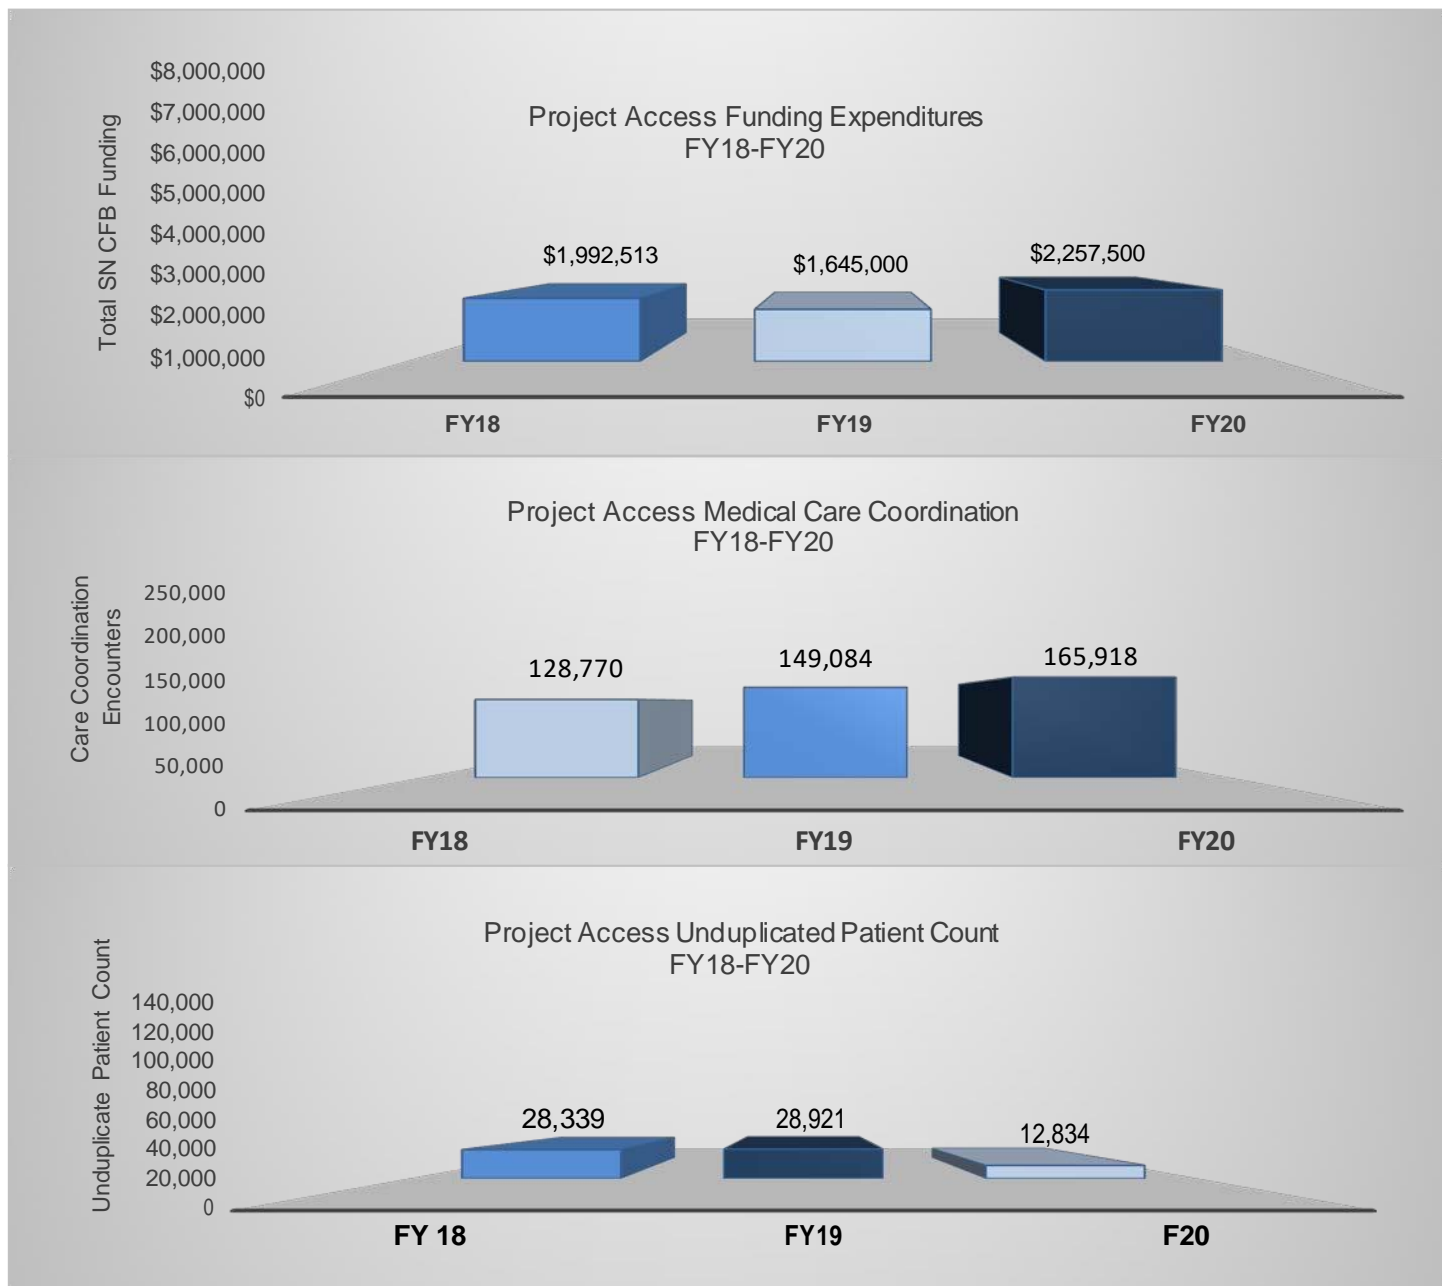 Project Access Funding Expenditures
FY18-FY20
Total SN CFB Funding
$8,000,000
$7,000,000
$6,000,000
$5,000,000
$4,000,000
$3,000,000
$2,000,000
$1,000,000
$0
$1,992,513
$1,645,000
$2,257,500
FY18
FY19
FY20
Project Access Medical Care Coordination
FY18-FY20
Care Coordination
Encounters
250,000
200,000
150,000
100,000
50,000
0
128,770
149,084
165,918
FY18
FY19
FY20
Project Access Unduplicated Patient Count
FY18-FY20
Unduplicate Patient Count
140,000
120,000
100,000
80,000
60,000
40,000
20,000
0
28,339
28,921
12,834
FY 18
FY19
F20